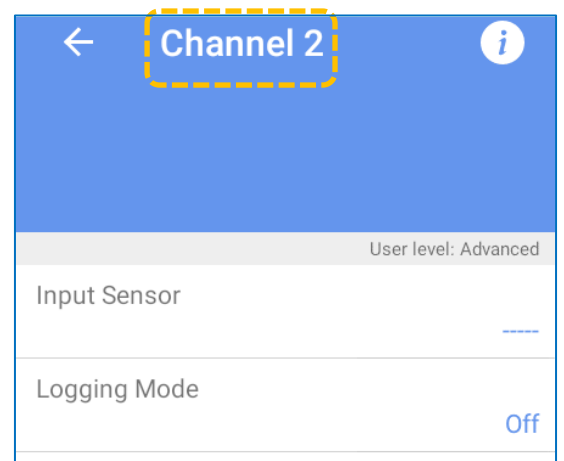 Channel 2
i
User level: Advanced
Input Sensor
-----
Logging Mode
Off